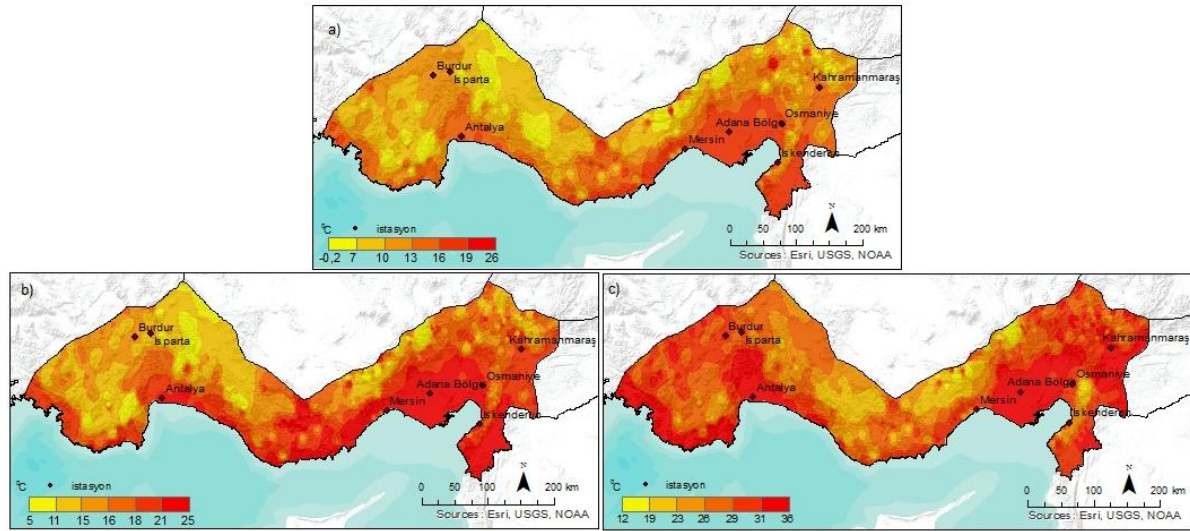 a)
Burdur
Isparta
Antalya
Kahramanmaraş
Adana Bölge
Osmaniye
Mersin
İskenderun
°C istasyon
-0,2 7 10 13 16 19 26
N
0 50 100 200 km
Sources: Esri, USGS, NOAA
b)
Burdur
Isparta
Antalya
Kahramanmaraş
Adana Bölge
Osmaniye
Mersin
İskenderun
°C istasyon
5 11 15 16 18 21 25
N
0 50 100 200 km
Sources: Esri, USGS, NOAA
c)
Burdur
Isparta
Antalya
Kahramanmaraş
Adana Bölge
Osmaniye
Mersin
İskenderun
°C istasyon
12 19 23 26 29 31 36
N
0 50 100 200 km
Sources: Esri, USGS, NOAA